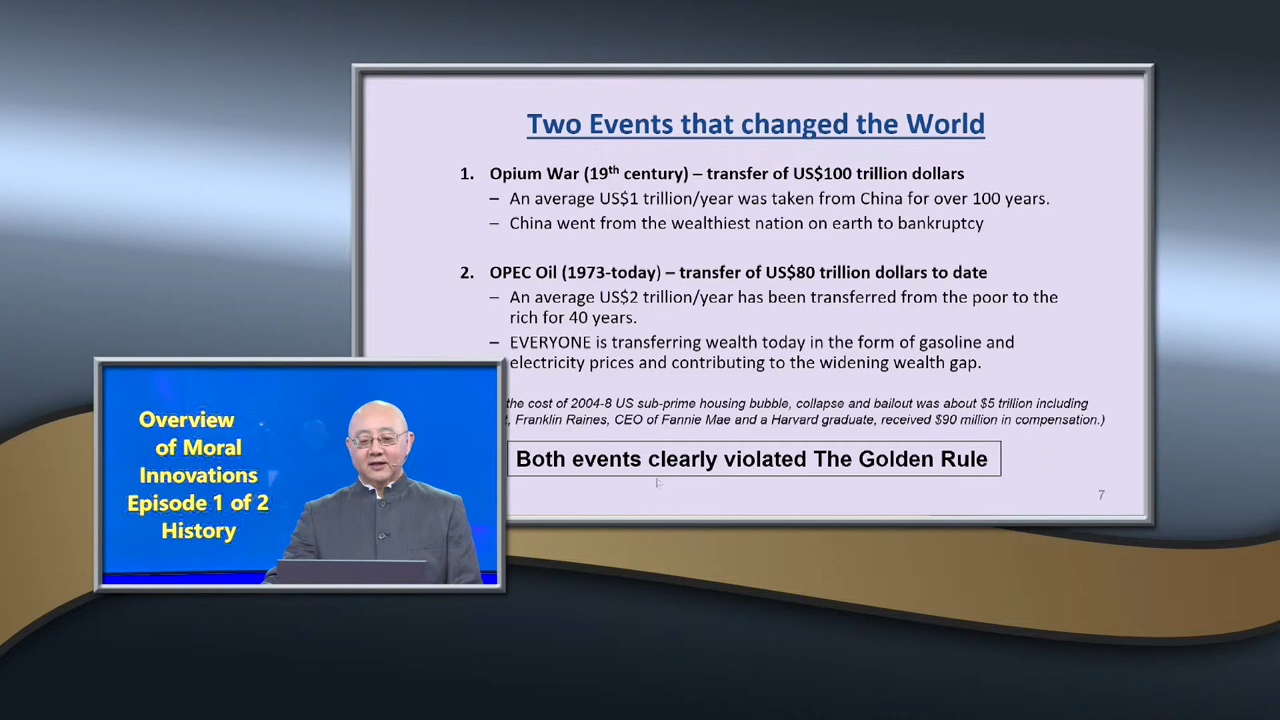 Two Events that changed the World
1. Opium War (19th century) – transfer of US$100 trillion dollars
– An average US$1 trillion/year was taken from China for over 100 years.
– China went from the wealthiest nation on earth to bankruptcy
2. OPEC Oil (1973-today) – transfer of US$80 trillion dollars to date
– An average US$2 trillion/year has been transferred from the poor to the
rich for 40 years.
– EVERYONE is transferring wealth today in the form of gasoline and
electricity prices and contributing to the widening wealth gap.
the cost of 2004-8 US sub-prime housing bubble, collapse and bailout was about $5 trillion including
Franklin Raines, CEO of Fannie Mae and a Harvard graduate, received $90 million in compensation.)
Both events clearly violated The Golden Rule
7
Overview
of Moral
Innovations
Episode 1 of 2
History